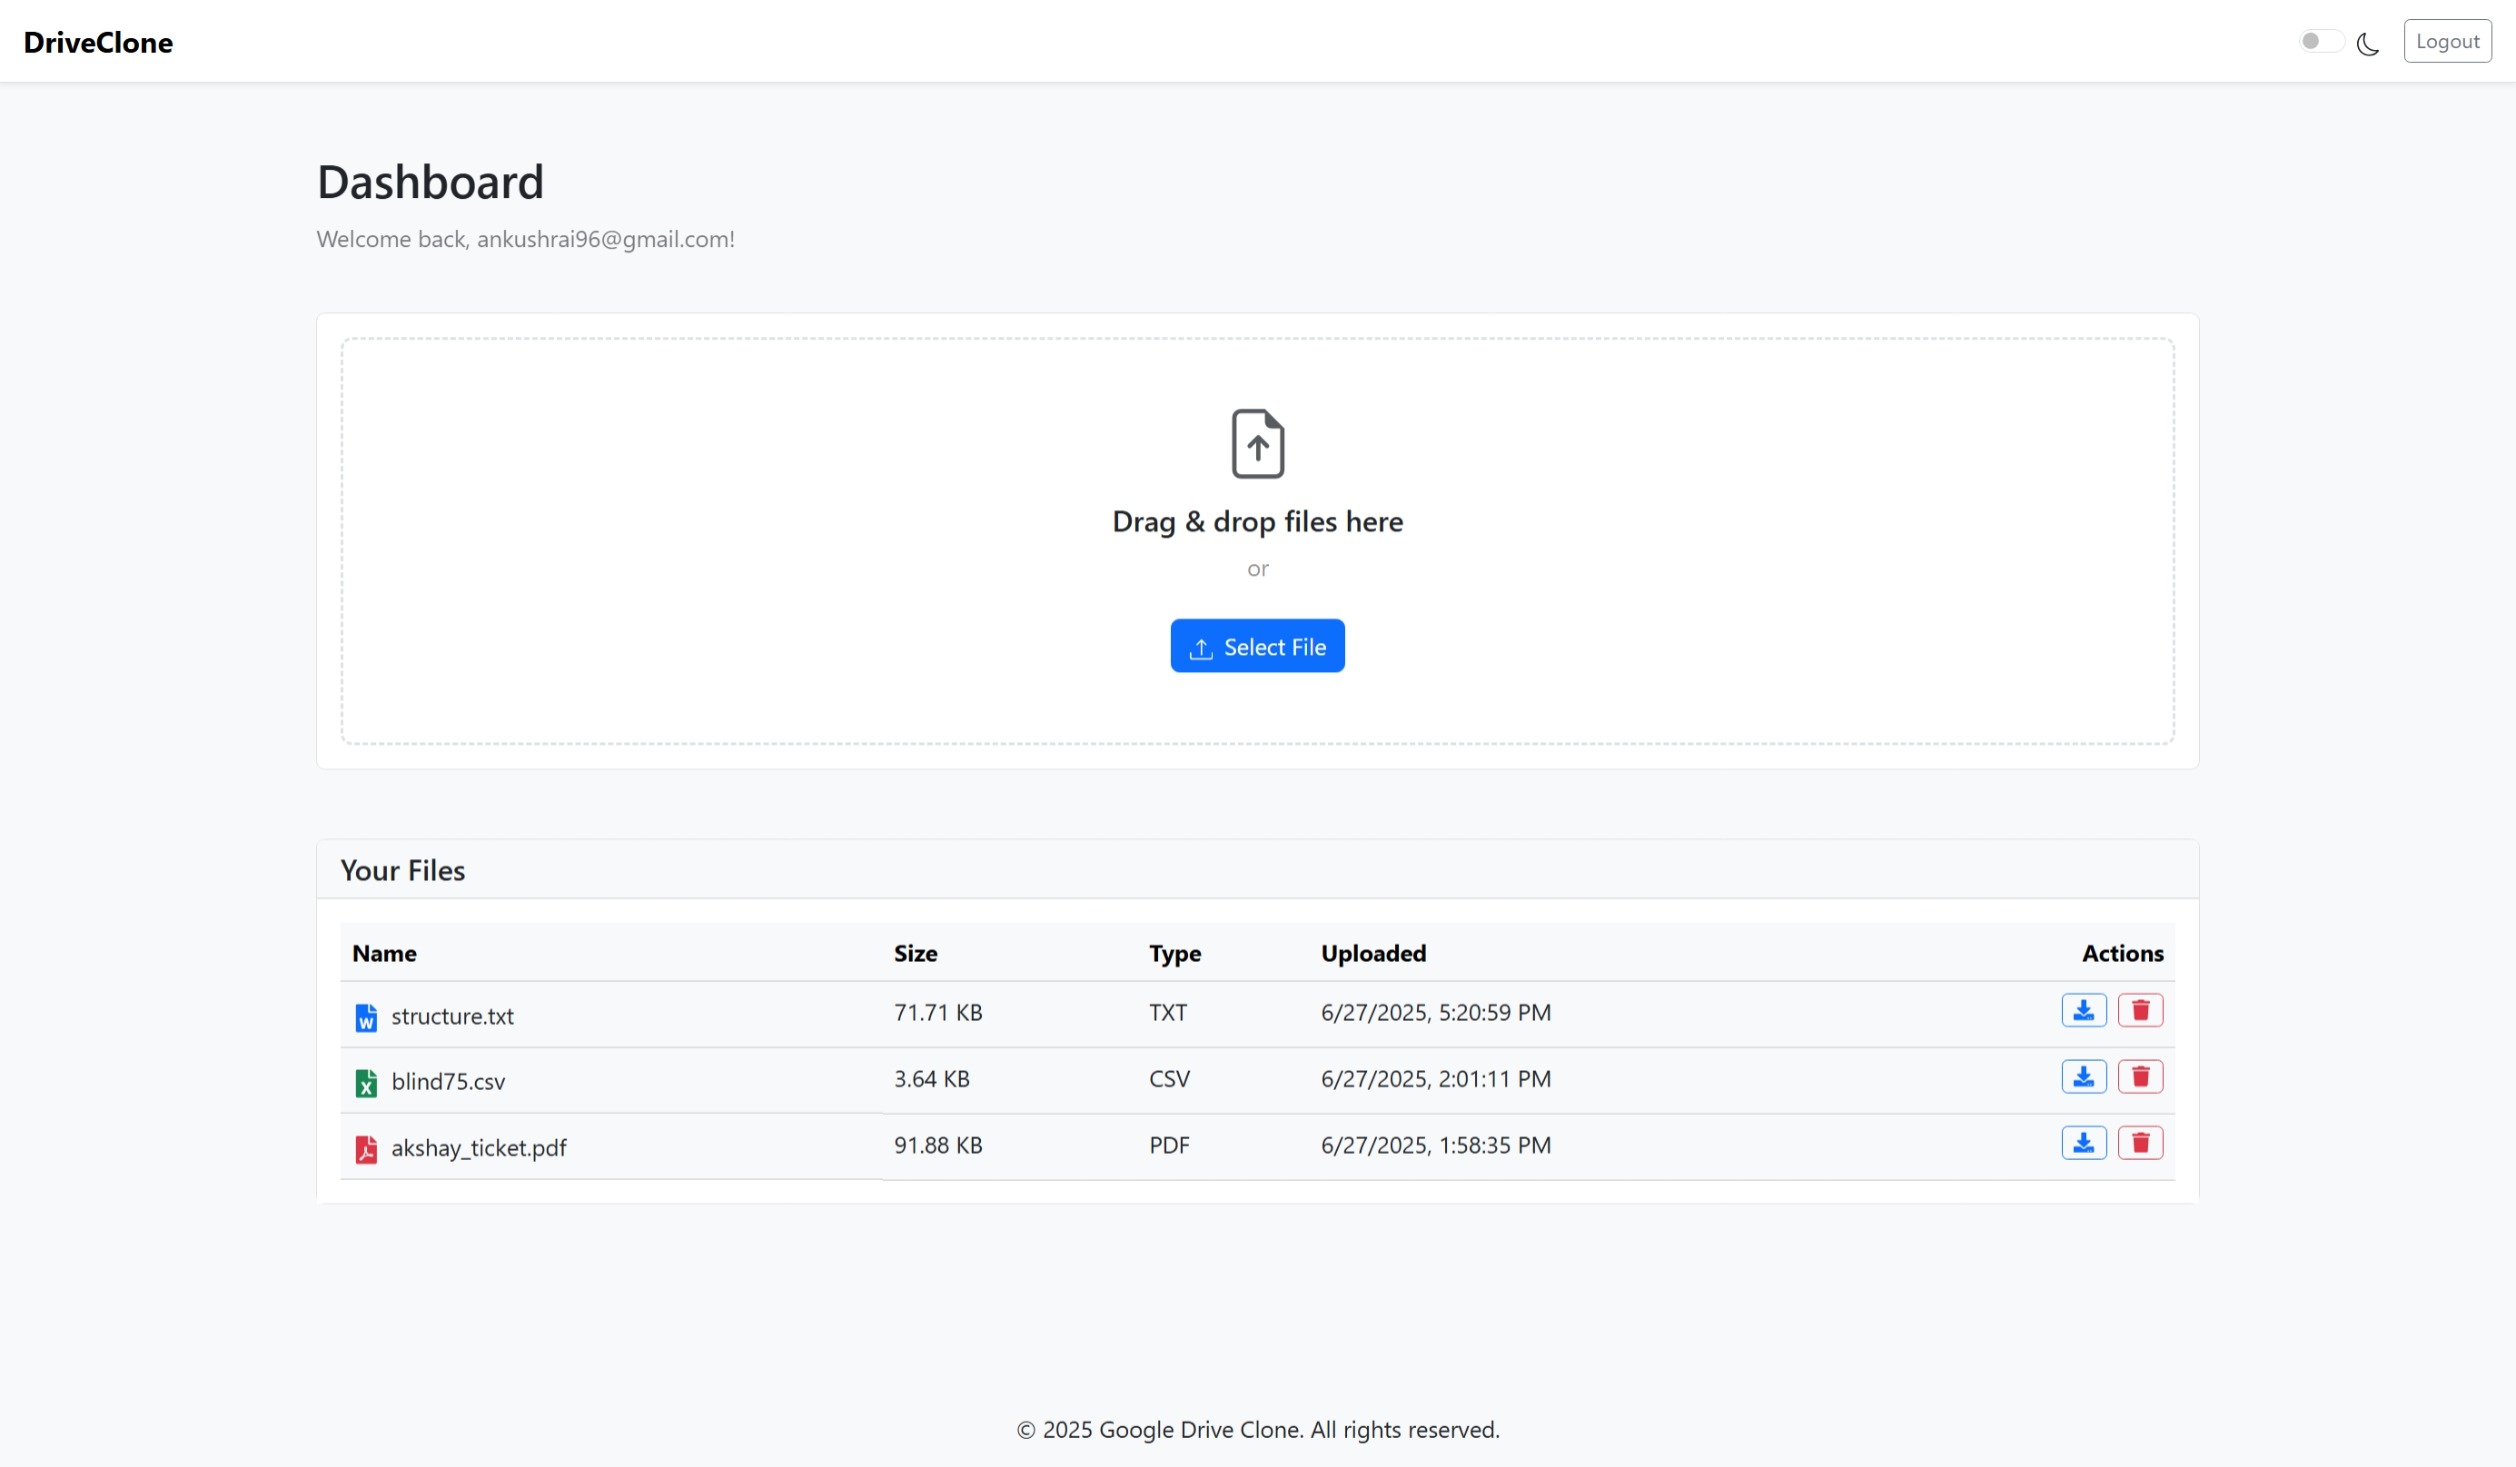 DriveClone
Logout
Dashboard
Welcome back, ankushrai96@gmail.com!
Drag & drop files here
or
Select File
Your Files
Name Size Type Uploaded Actions
structure.txt 71.71 KB TXT 6/27/2025, 5:20:59 PM
blind75.csv 3.64 KB CSV 6/27/2025, 2:01:11 PM
akshay_ticket.pdf 91.88 KB PDF 6/27/2025, 1:58:35 PM
© 2025 Google Drive Clone. All rights reserved.